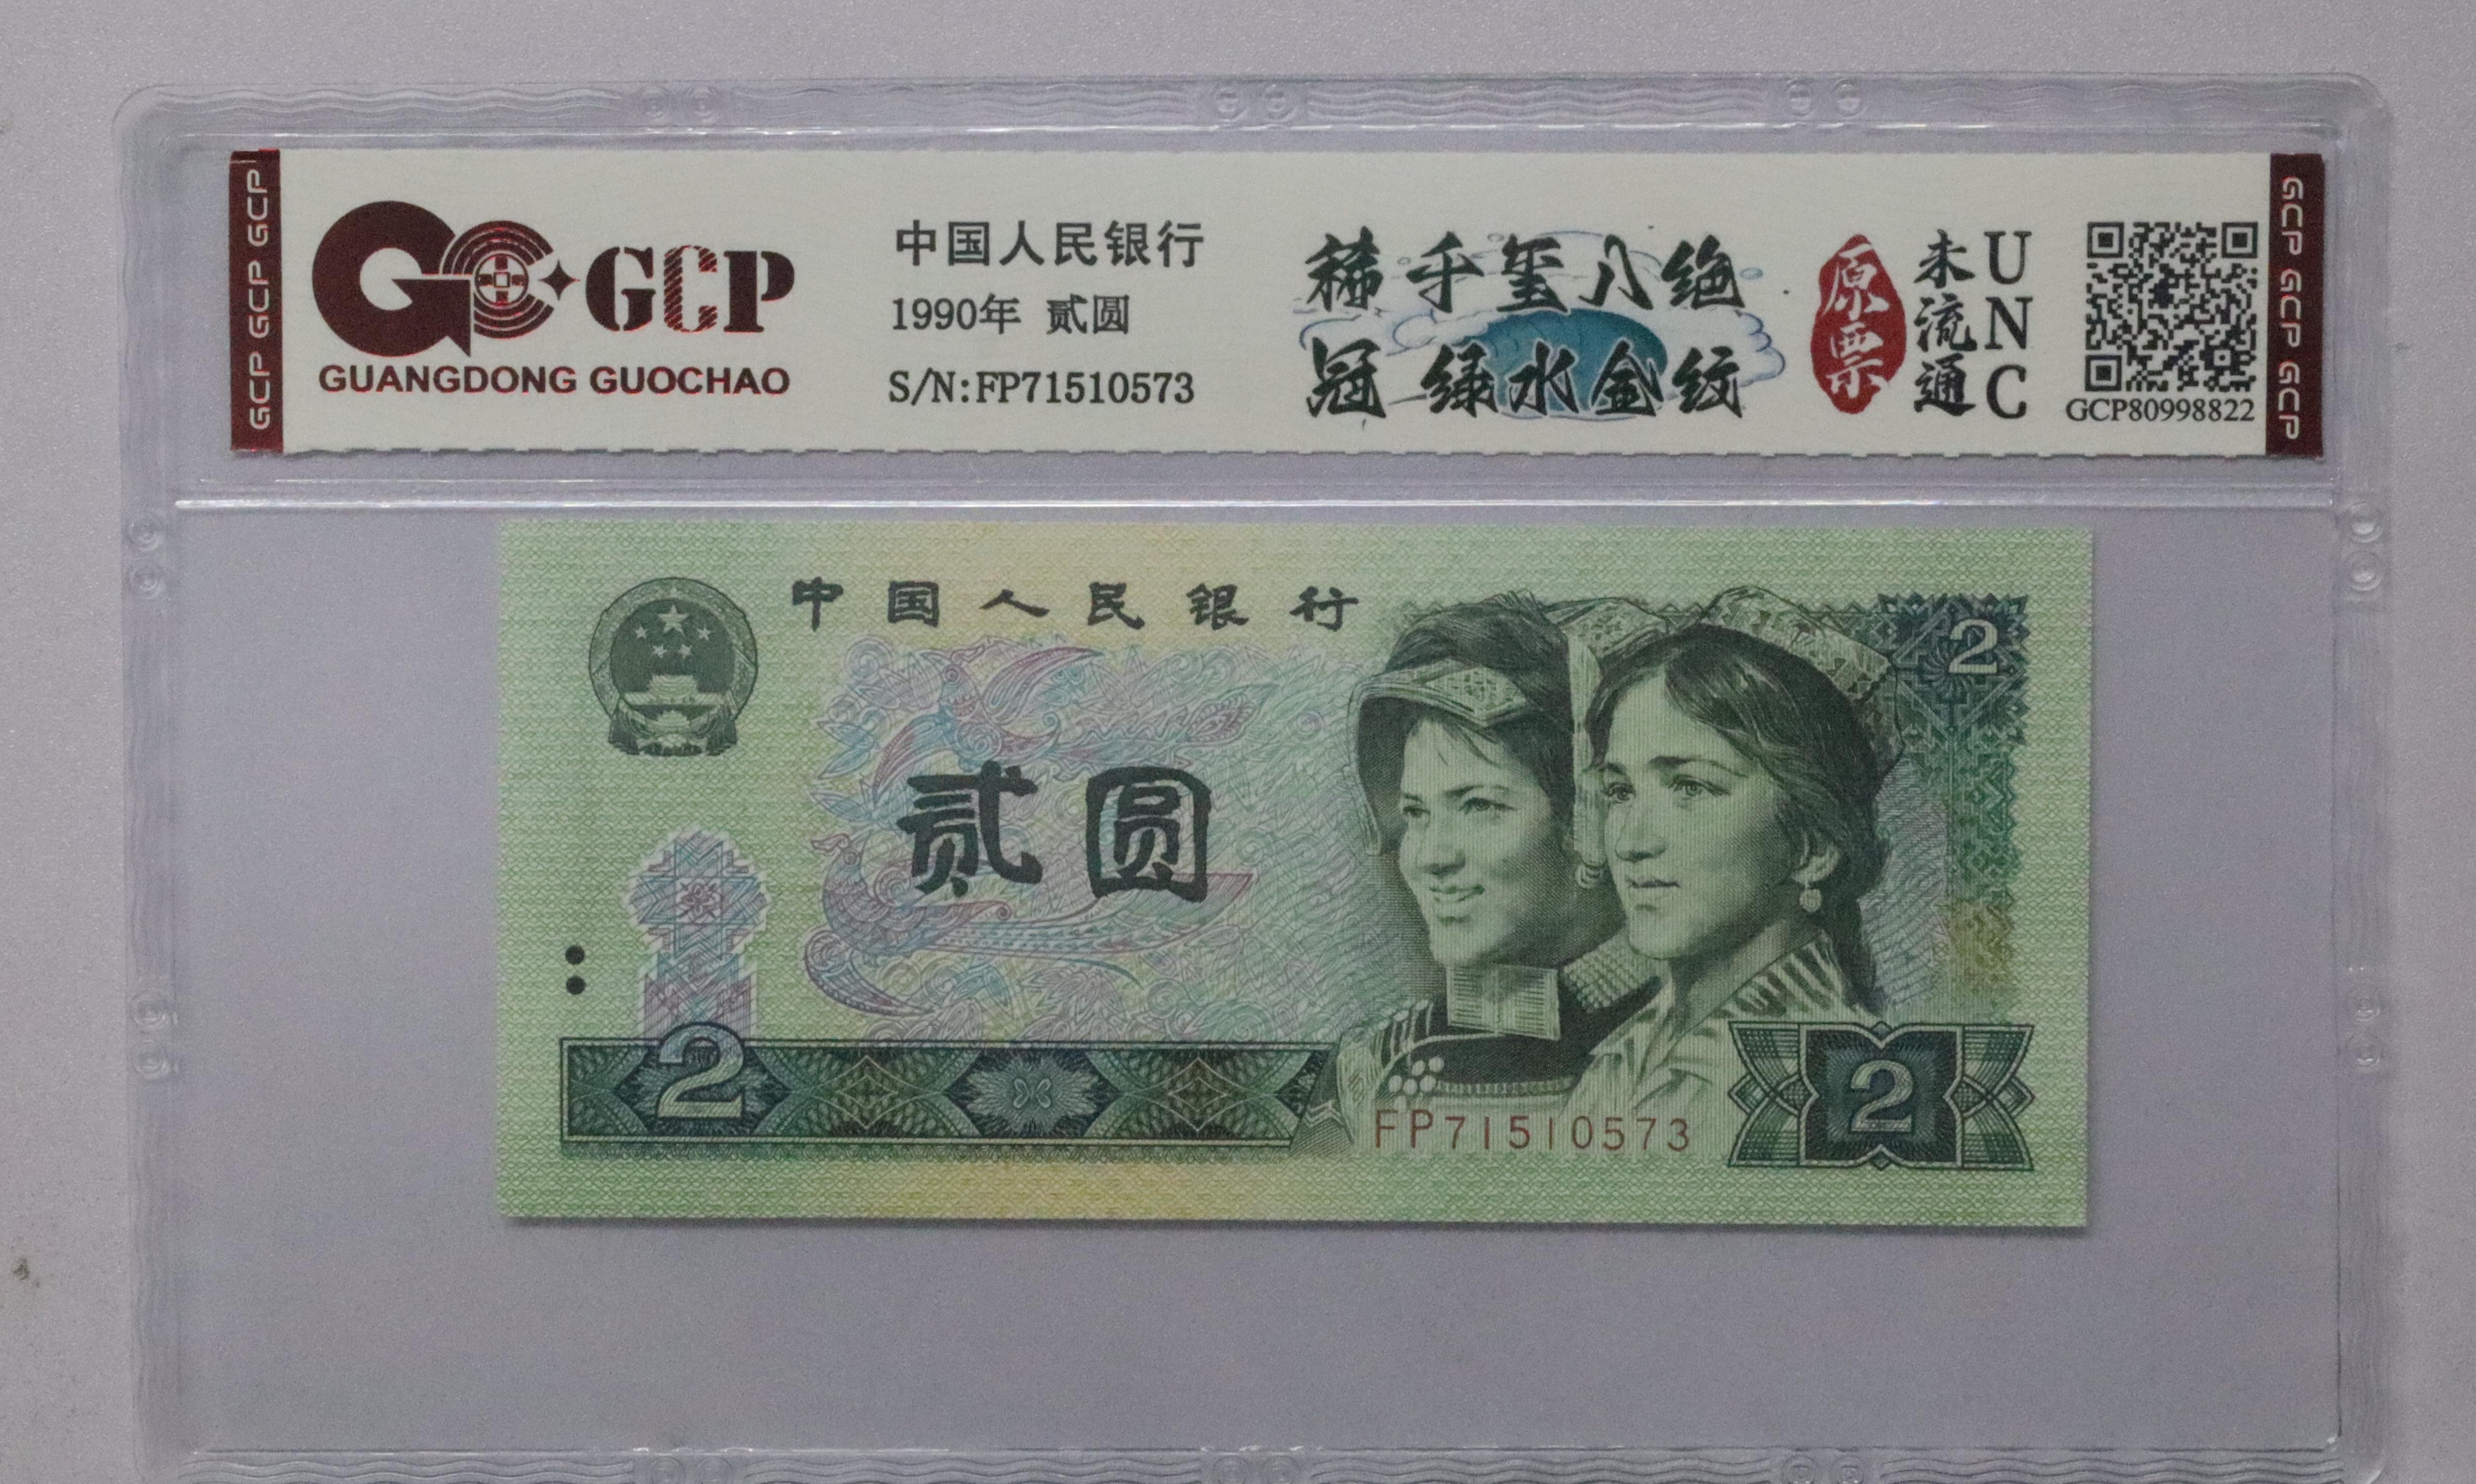 GCP GCP GCP
GCP
GUANGDONG GUOCHAO
中国人民银行
1990年 贰圆
S/N:FP71510573
稀千玺八绝
冠绿水金纹
原票
未流通
UNC
GCP80998822
GCP GCP GCP
中国人民银行
2
贰圆
2
FP71510573
2